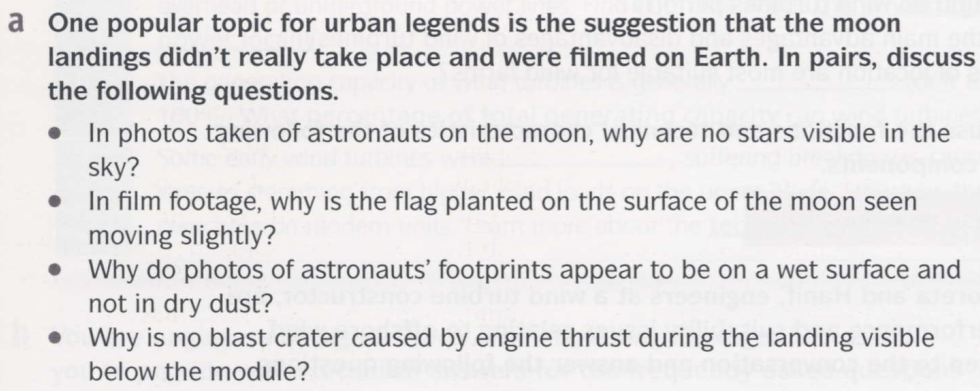 a One popular topic for urban legends is the suggestion that the moon
landings didn't really take place and were filmed on Earth. In pairs, discuss
the following questions.
• In photos taken of astronauts on the moon, why are no stars visible in the
sky?
• In film footage, why is the flag planted on the surface of the moon seen
moving slightly?
• Why do photos of astronauts' footprints appear to be on a wet surface and
not in dry dust?
• Why is no blast crater caused by engine thrust during the landing visible
below the module?